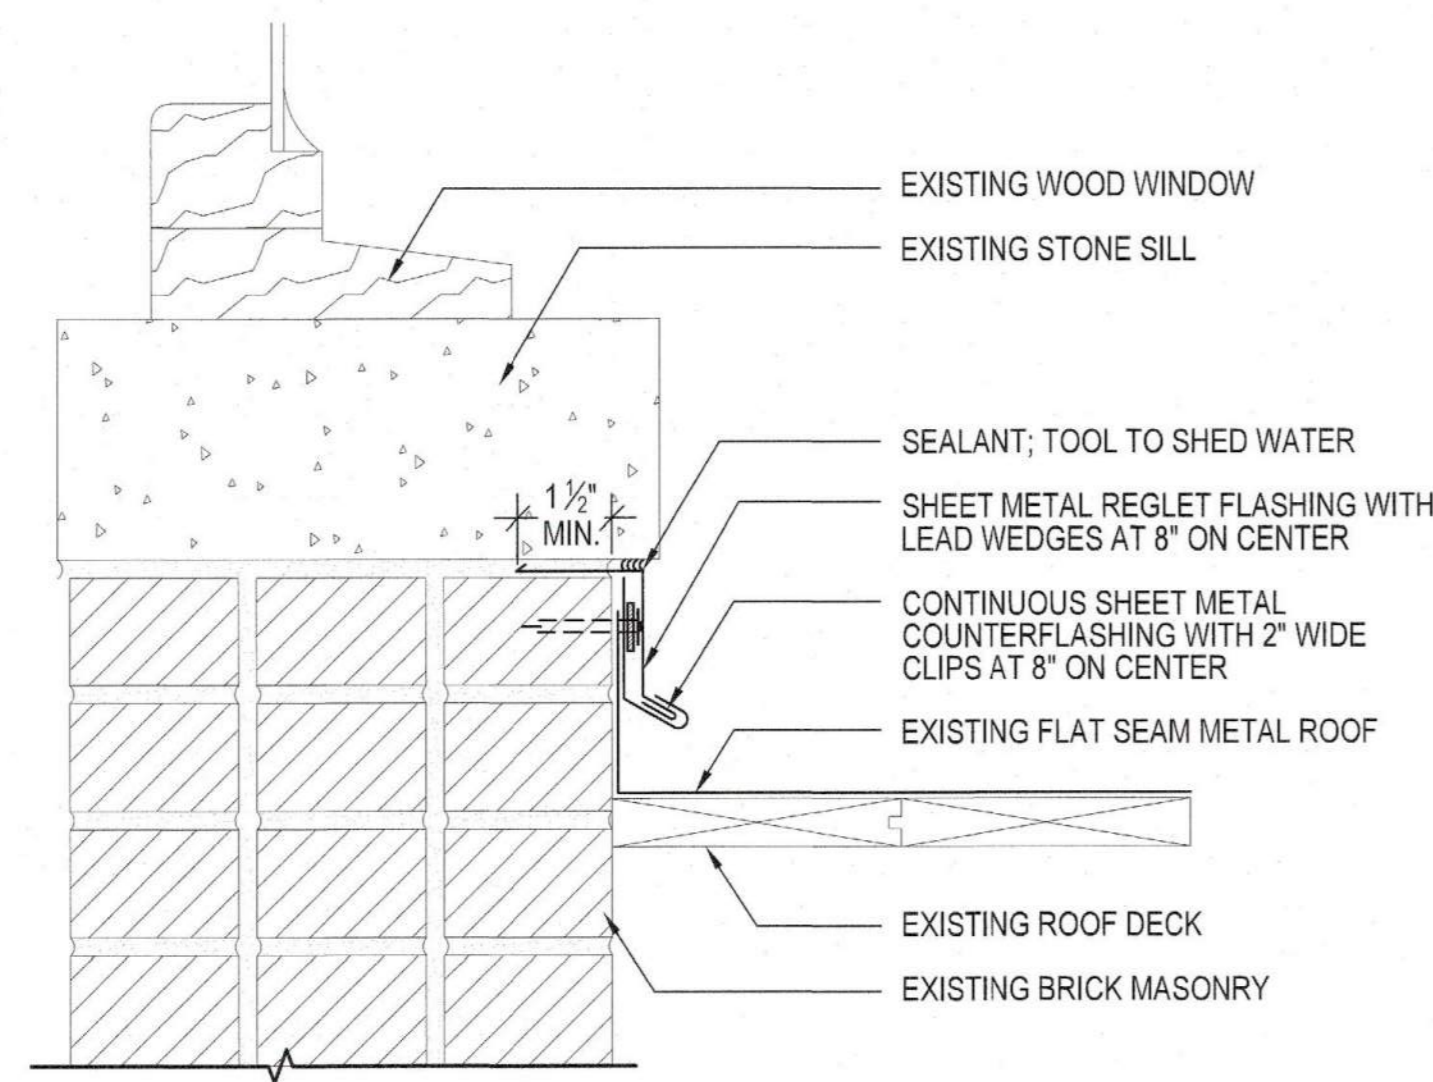 EXISTING WOOD WINDOW
EXISTING STONE SILL
SEALANT; TOOL TO SHED WATER
1 ½"
MIN.
SHEET METAL REGLET FLASHING WITH
LEAD WEDGES AT 8" ON CENTER
CONTINUOUS SHEET METAL
COUNTERFLASHING WITH 2" WIDE
CLIPS AT 8" ON CENTER
EXISTING FLAT SEAM METAL ROOF
EXISTING ROOF DECK
EXISTING BRICK MASONRY